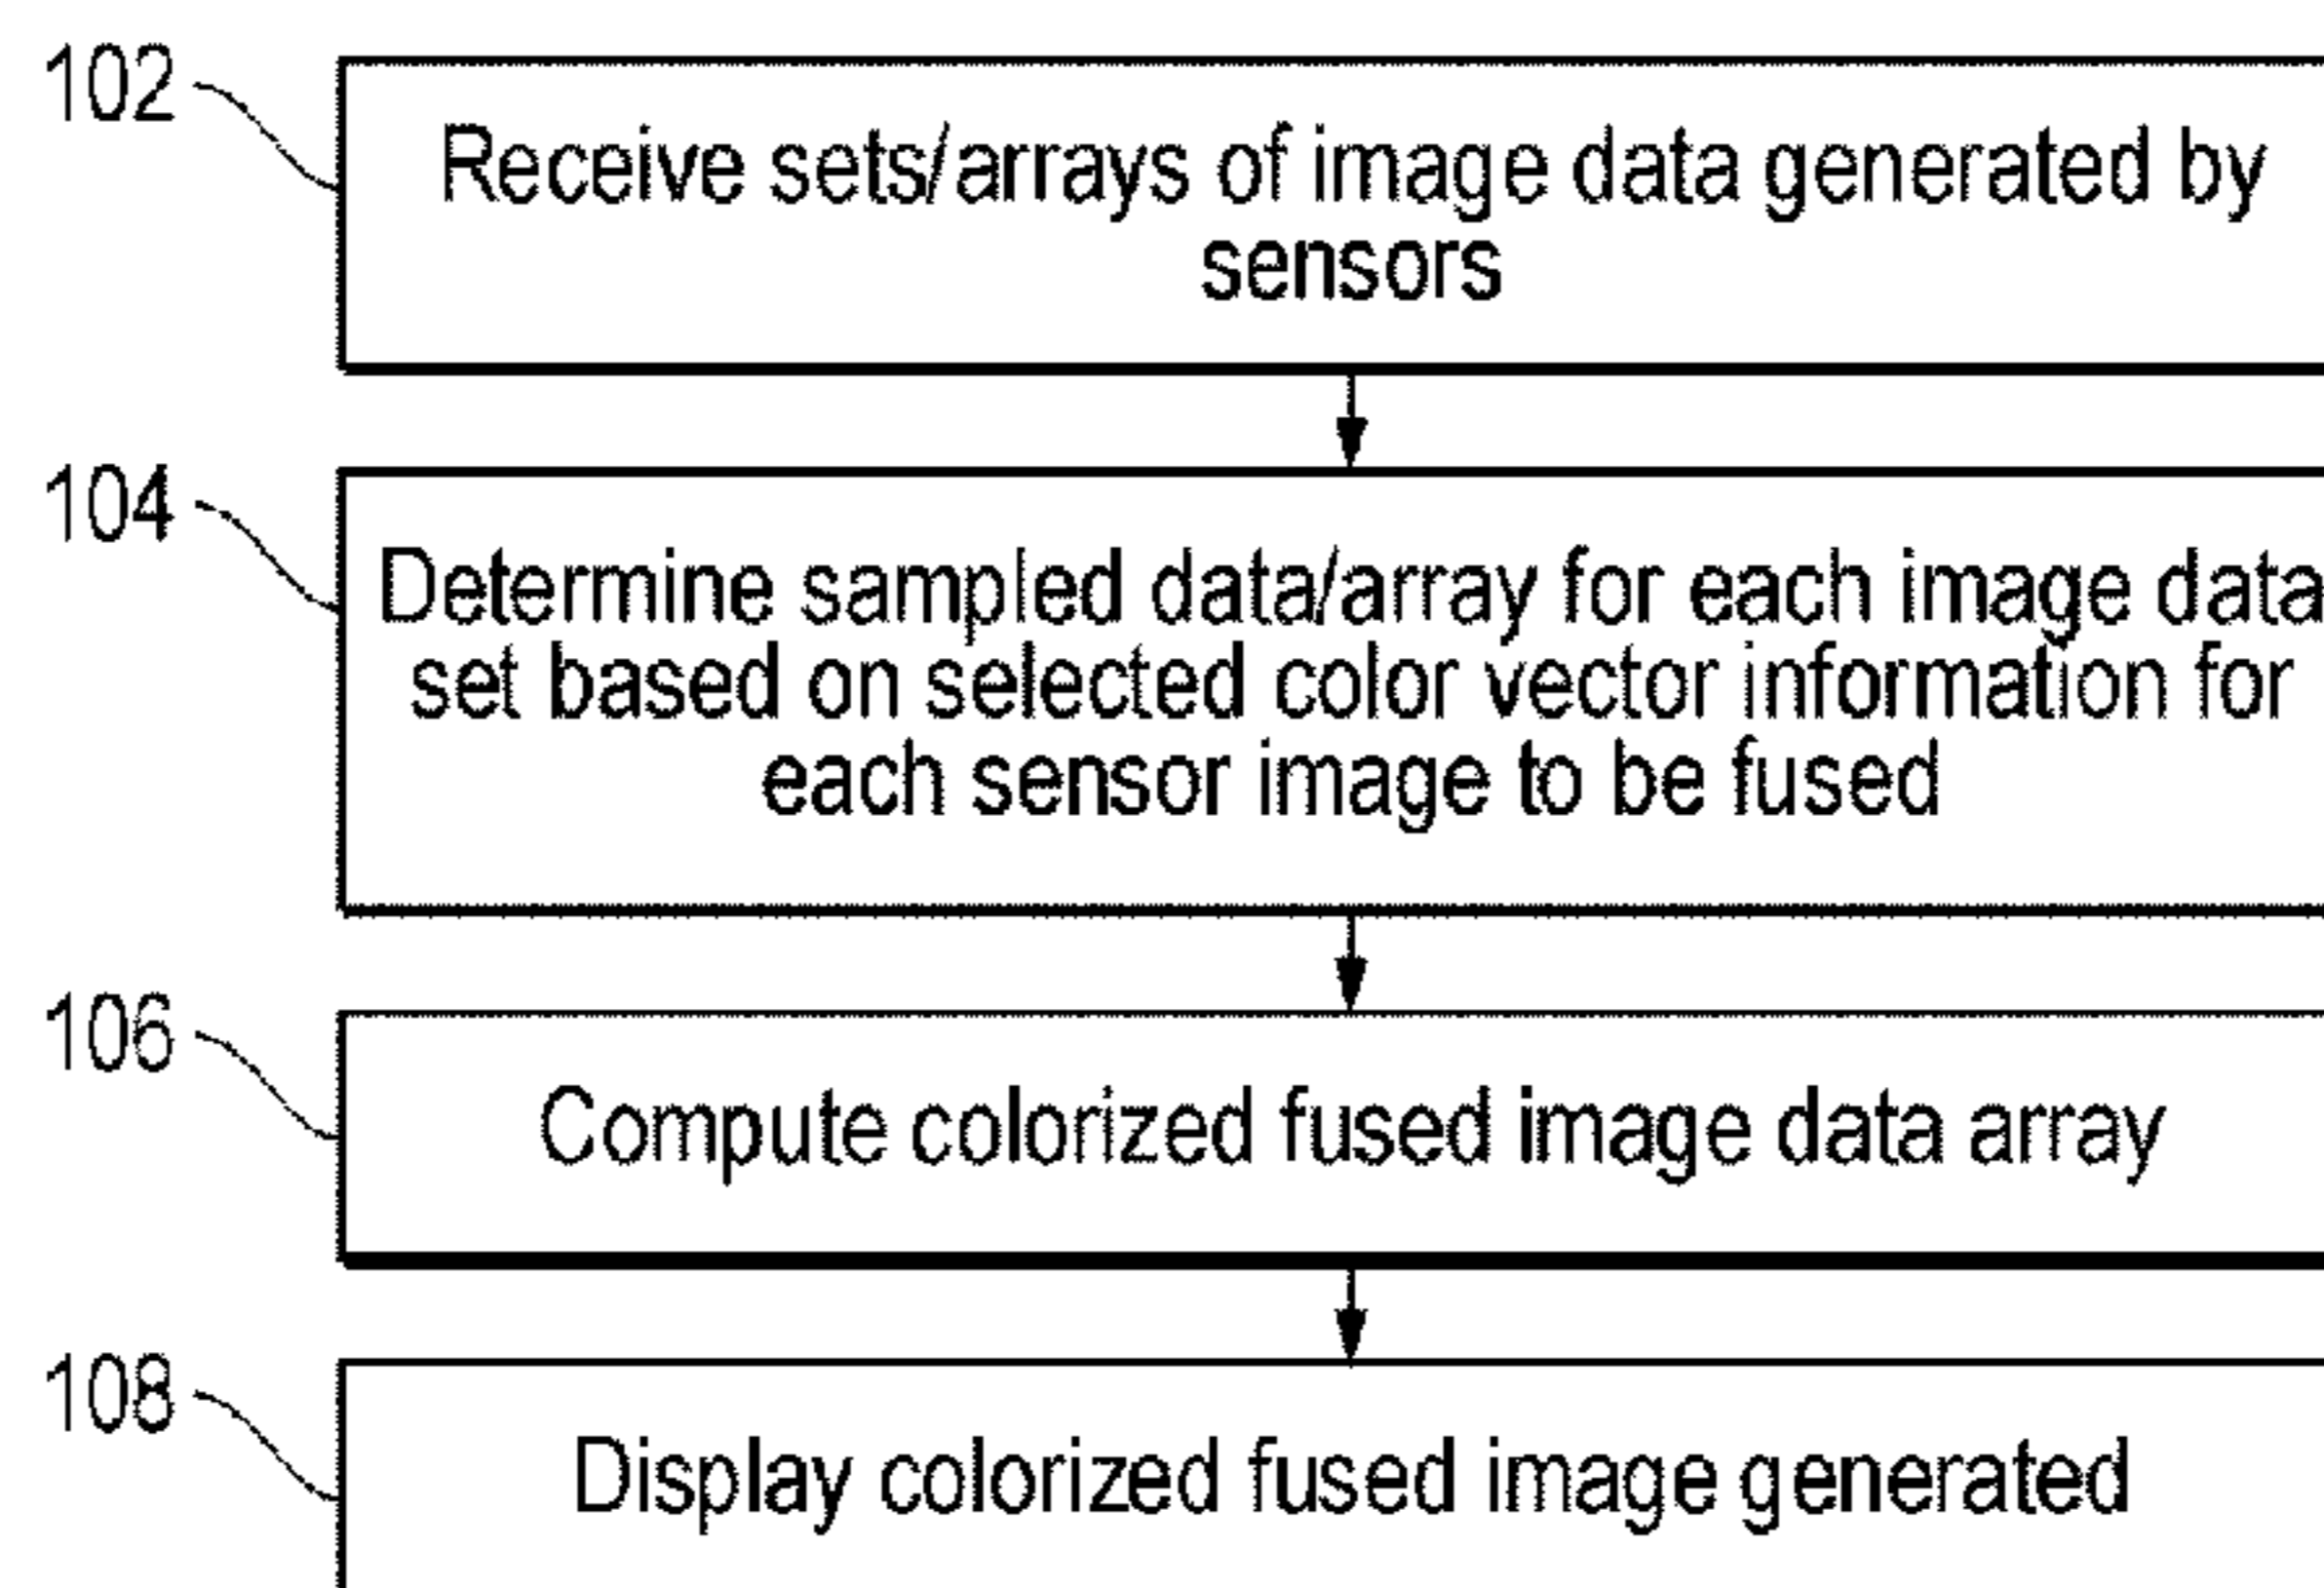 102
Receive sets/arrays of image data generated by
sensors
104
Determine sampled data/array for each image data
set based on selected color vector information for
each sensor image to be fused
106
Compute colorized fused image data array
108
Display colorized fused image generated